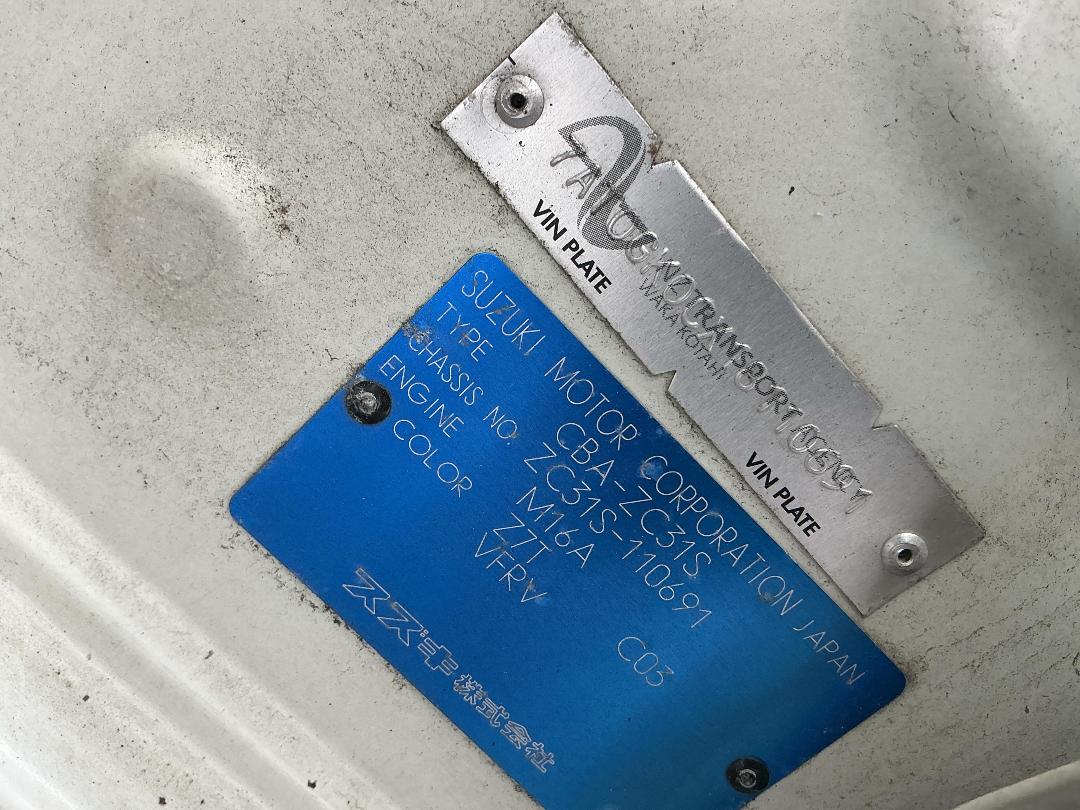 VIN PLATE
NZ TRANSPORT AGENCY
WAKA KOTAHI
VIN PLATE
SUZUKI MOTOR CORPORATION JAPAN
TYPE CBA-ZC31S
CHASSIS NO. ZC31S-110691
ENGINE M16A
COLOR ZZT C03
VFRV
スズキ株式会社